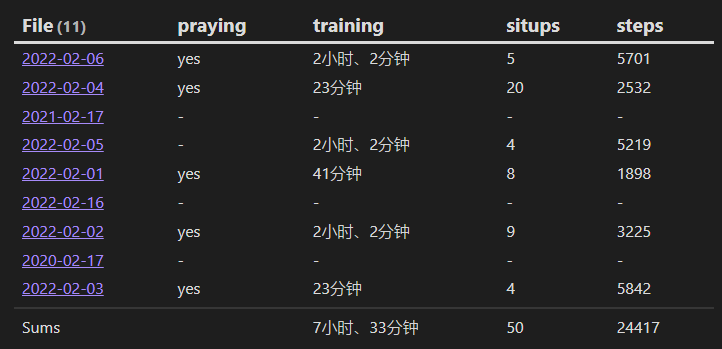 File (11) praying training situps steps
2022-02-06 yes 2小时、2分钟 5 5701
2022-02-04 yes 23分钟 20 2532
2021-02-17 - - - -
2022-02-05 - 2小时、2分钟 4 5219
2022-02-01 yes 41分钟 8 1898
2022-02-16 - - - -
2022-02-02 yes 2小时、2分钟 9 3225
2020-02-17 - - - -
2022-02-03 yes 23分钟 4 5842
Sums 7小时、33分钟 50 24417